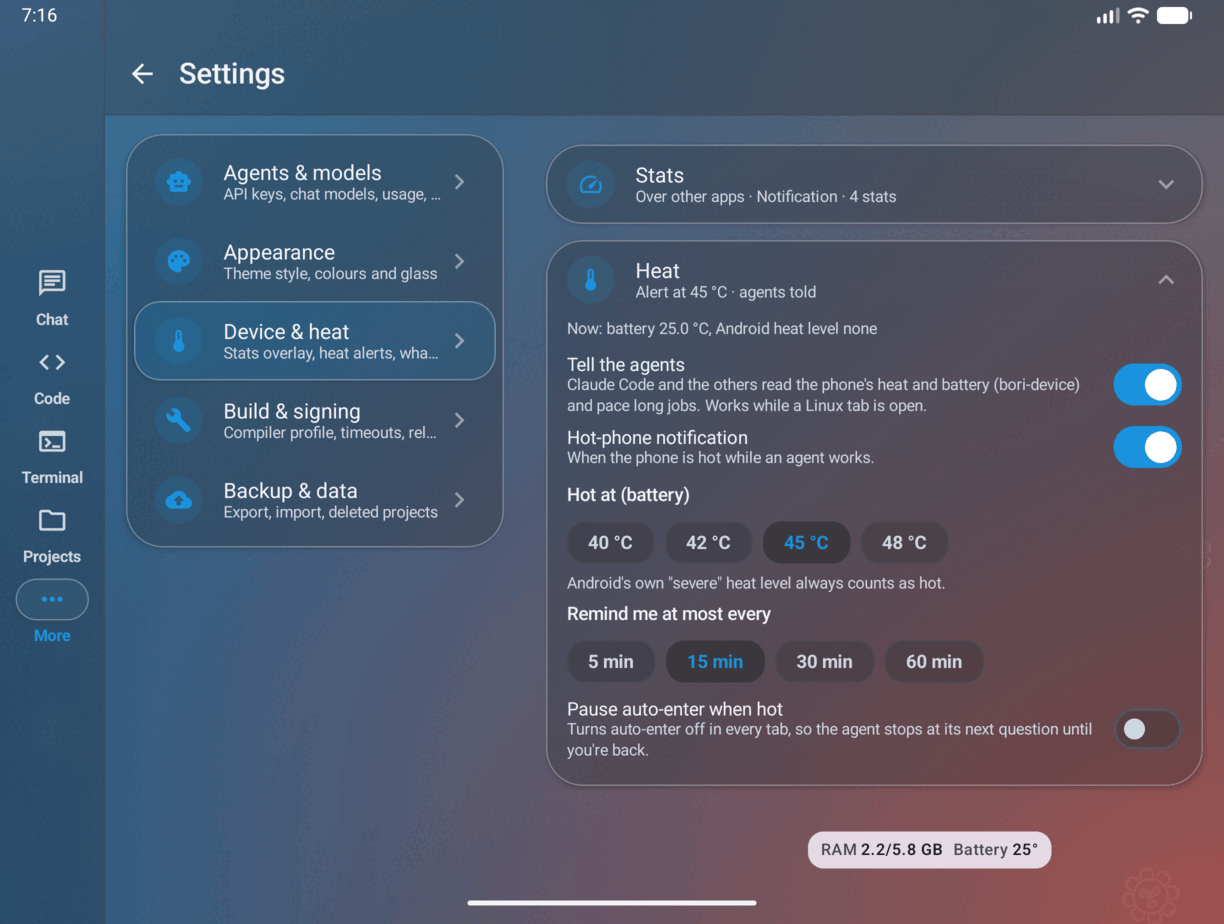 7:16
Settings
Chat
Code
Terminal
Projects
More
Agents & models
API keys, chat models, usage, ...
Appearance
Theme style, colours and glass
Device & heat
Stats overlay, heat alerts, wha...
Build & signing
Compiler profile, timeouts, rel...
Backup & data
Export, import, deleted projects
Stats
Over other apps · Notification · 4 stats
Heat
Alert at 45 °C · agents told
Now: battery 25.0 °C, Android heat level none
Tell the agents
Claude Code and the others read the phone's heat and battery (bori-device)
and pace long jobs. Works while a Linux tab is open.
Hot-phone notification
When the phone is hot while an agent works.
Hot at (battery)
40 °C 42 °C 45 °C 48 °C
Android's own "severe" heat level always counts as hot.
Remind me at most every
5 min 15 min 30 min 60 min
Pause auto-enter when hot
Turns auto-enter off in every tab, so the agent stops at its next question until
you're back.
RAM 2.2/5.8 GB Battery 25°